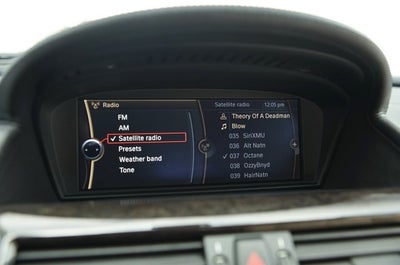 Radio
FM
AM
Satellite radio
Presets
Weather band
Tone
Satellite radio 12:05 pm
Theory Of A Deadman
Blow
035 SiriXMU
036 Alt Natn
037 Octane
038 OzzyBnyd
039 HairNatn